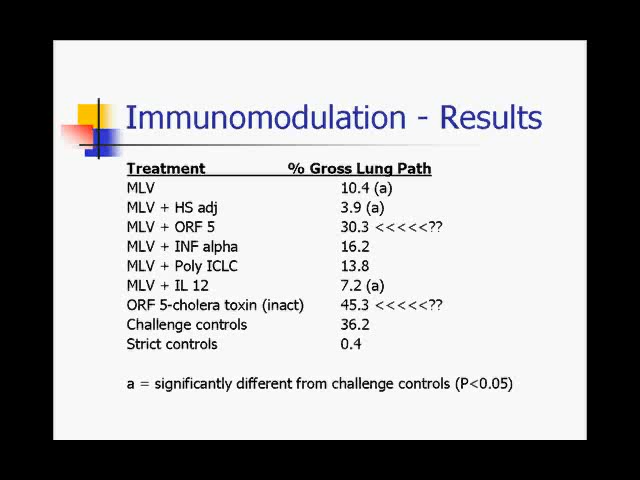 Immunomodulation - Results
Treatment % Gross Lung Path
MLV 10.4 (a)
MLV + HS adj 3.9 (a)
MLV + ORF 5 30.3 <<<<<??
MLV + INF alpha 16.2
MLV + Poly ICLC 13.8
MLV + IL 12 7.2 (a)
ORF 5-cholera toxin (inact) 45.3 <<<<<??
Challenge controls 36.2
Strict controls 0.4
a = significantly different from challenge controls (P<0.05)